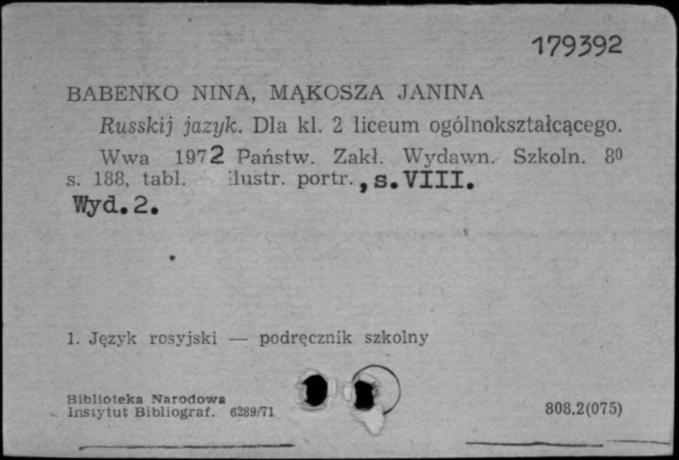 179392
BABENKO NINA, MĄKOSZA JANINA
Russkij jazyk. Dla kl. 2 liceum ogólnokształcącego.
Wwa 1972 Państw. Zakł. Wydawn. Szkoln. 8⁰
s. 188, tabl. ilustr. portr., s.VIII.
Wyd.2.
1. Język rosyjski — podręcznik szkolny
Biblioteka Narodowa
Instytut Bibliograf. 6289/71
808.2(075)